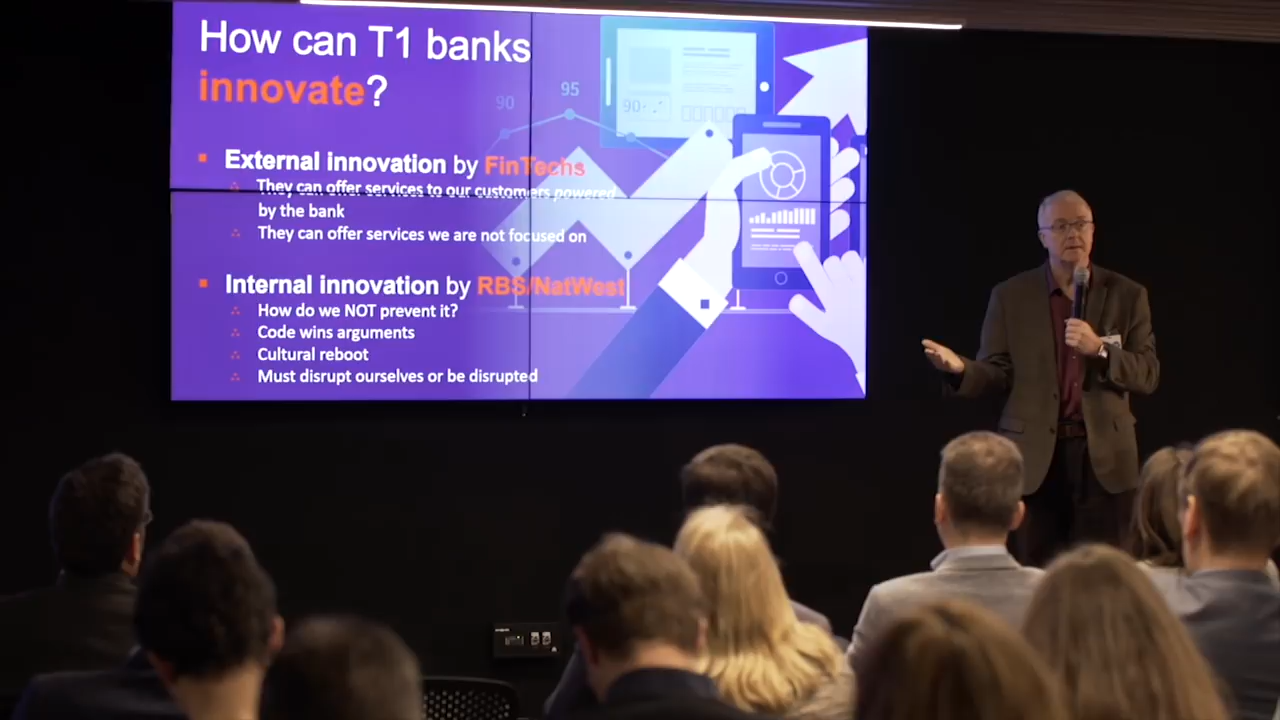 How can T1 banks
innovate?
90
95
90
External innovation by FinTechs
They can offer services to our customers powered
by the bank
They can offer services we are not focused on
Internal innovation by RBS/NatWest
How do we NOT prevent it?
Code wins arguments
Cultural reboot
Must disrupt ourselves or be disrupted